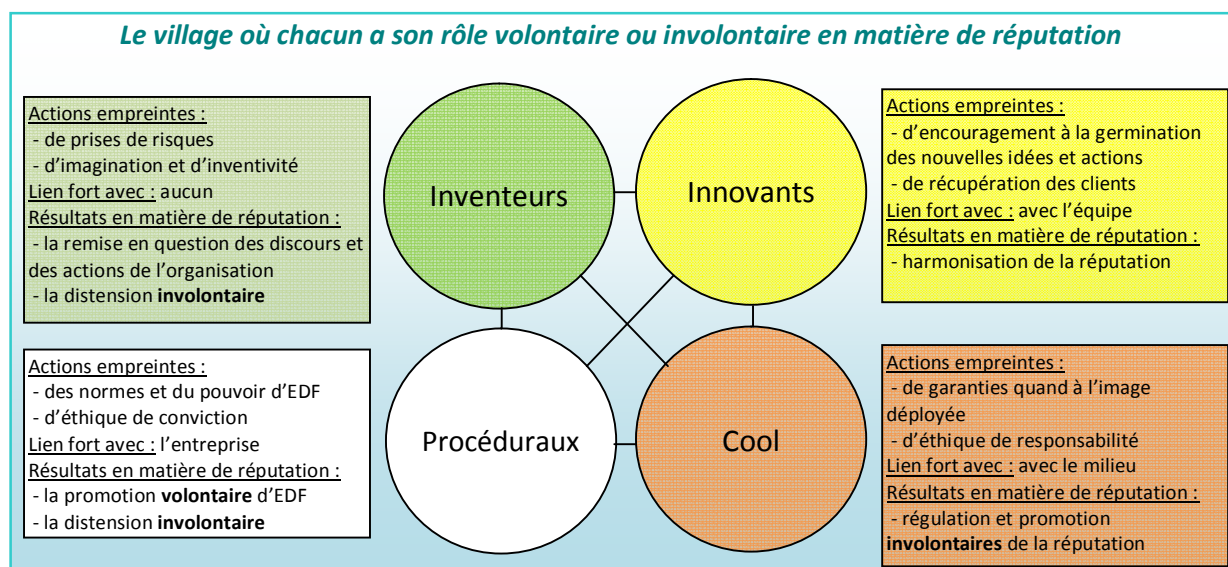 Le village où chacun a son rôle volontaire ou involontaire en matière de réputation
Actions empreintes :
- de prises de risques
- d'imagination et d'inventivité
Lien fort avec : aucun
Résultats en matière de réputation :
- la remise en question des discours et
des actions de l'organisation
- la distension involontaire
Inventeurs
Innovants
Actions empreintes :
- d'encouragement à la germination
des nouvelles idées et actions
- de récupération des clients
Lien fort avec : avec l'équipe
Résultats en matière de réputation :
- harmonisation de la réputation
Actions empreintes :
- des normes et du pouvoir d'EDF
- d'éthique de conviction
Lien fort avec : l'entreprise
Résultats en matière de réputation :
- la promotion volontaire d'EDF
- la distension involontaire
Procéduraux
Cool
Actions empreintes :
- de garanties quand à l'image
déployée
- d'éthique de responsabilité
Lien fort avec : avec le milieu
Résultats en matière de réputation :
- régulation et promotion
involontaires de la réputation